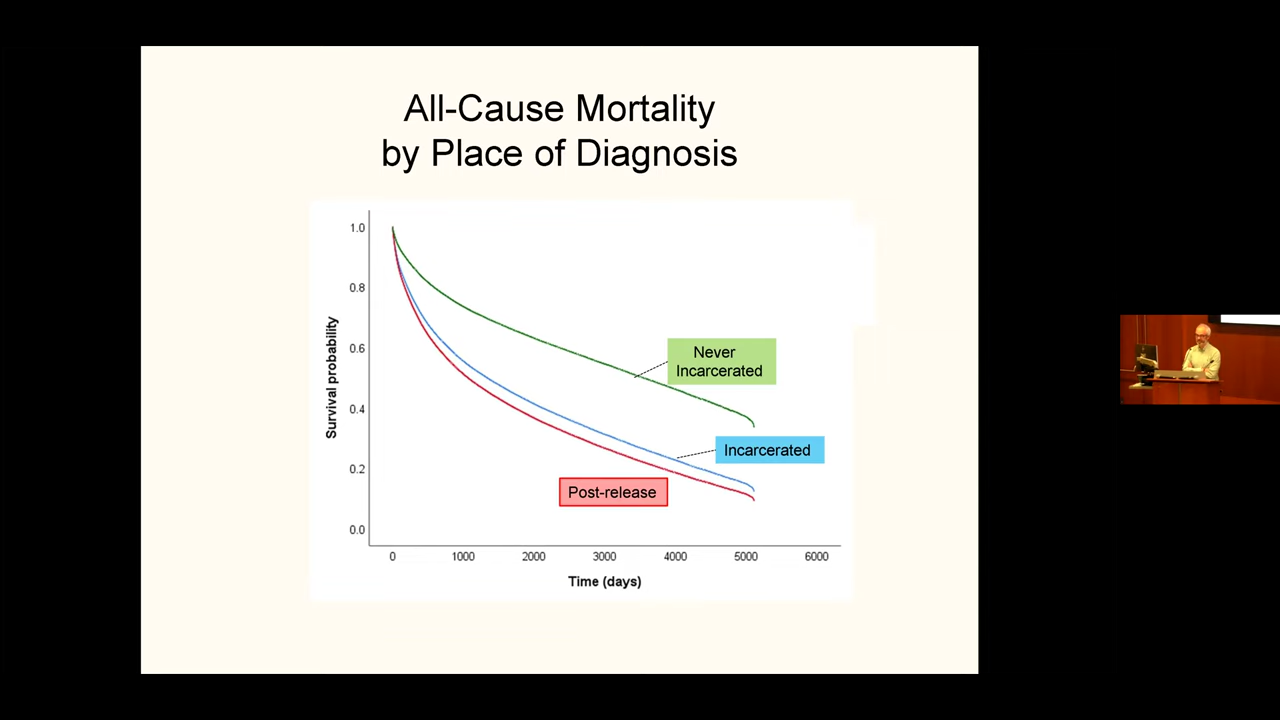 All-Cause Mortality
by Place of Diagnosis
Survival probability
1.0
0.8
0.6
0.4
0.2
0.0
Never
Incarcerated
Incarcerated
Post-release
0 1000 2000 3000 4000 5000 6000
Time (days)